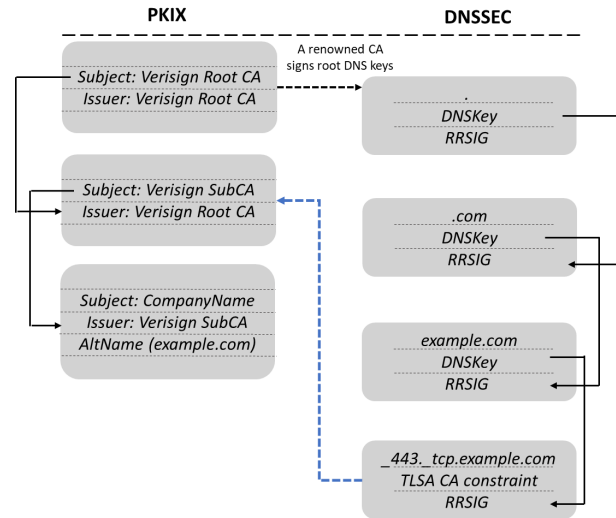 PKIX
DNSSEC
A renowned CA
signs root DNS keys
Subject: Verisign Root CA
Issuer: Verisign Root CA
Subject: Verisign SubCA
Issuer: Verisign Root CA
Subject: CompanyName
Issuer: Verisign SubCA
AltName (example.com)
.
DNSKey
RRSIG
.com
DNSKey
RRSIG
example.com
DNSKey
RRSIG
_443._tcp.example.com
TLSA CA constraint
RRSIG